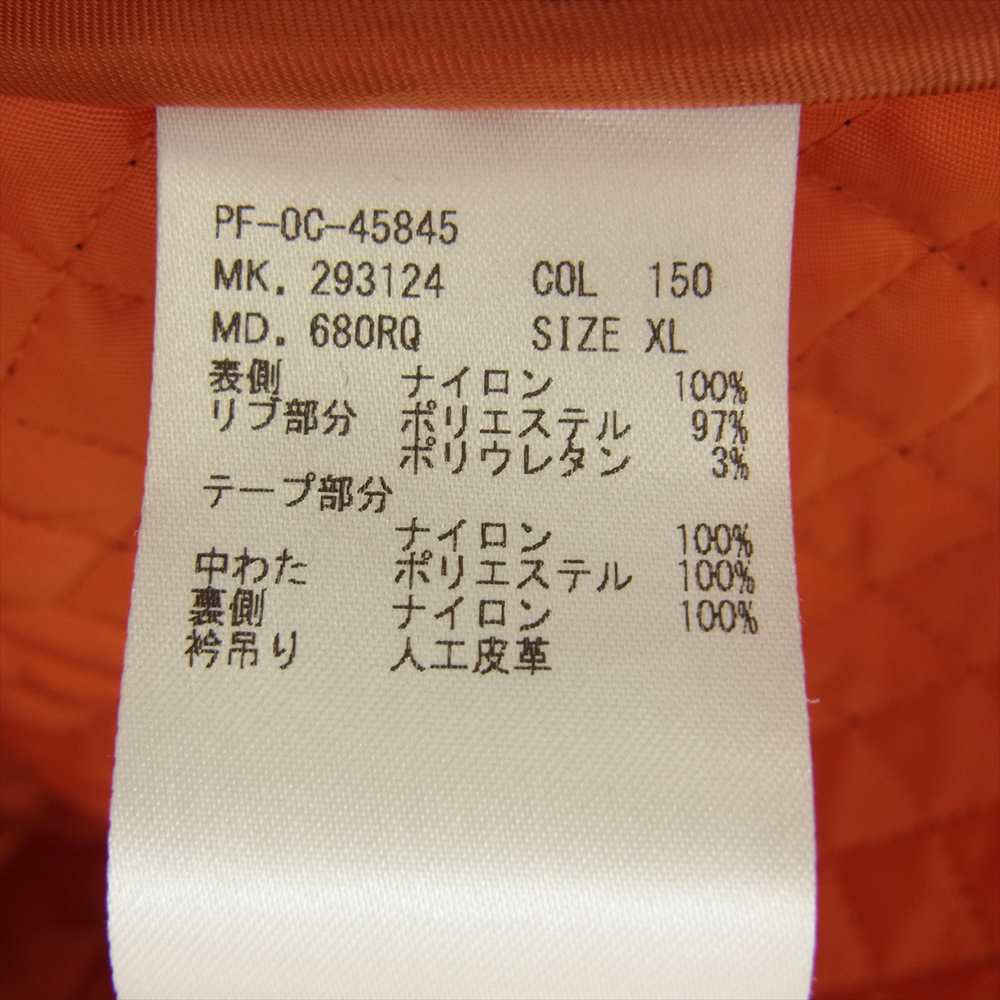 PF-OC-45845
MK. 293124 COL 150
MD. 680RQ SIZE XL
表側 ナイロン 100%
リブ部分 ポリエステル 97%
ポリウレタン 3%
テープ部分
ナイロン 100%
中わた ポリエステル 100%
裏側 ナイロン 100%
衿吊り 人工皮革